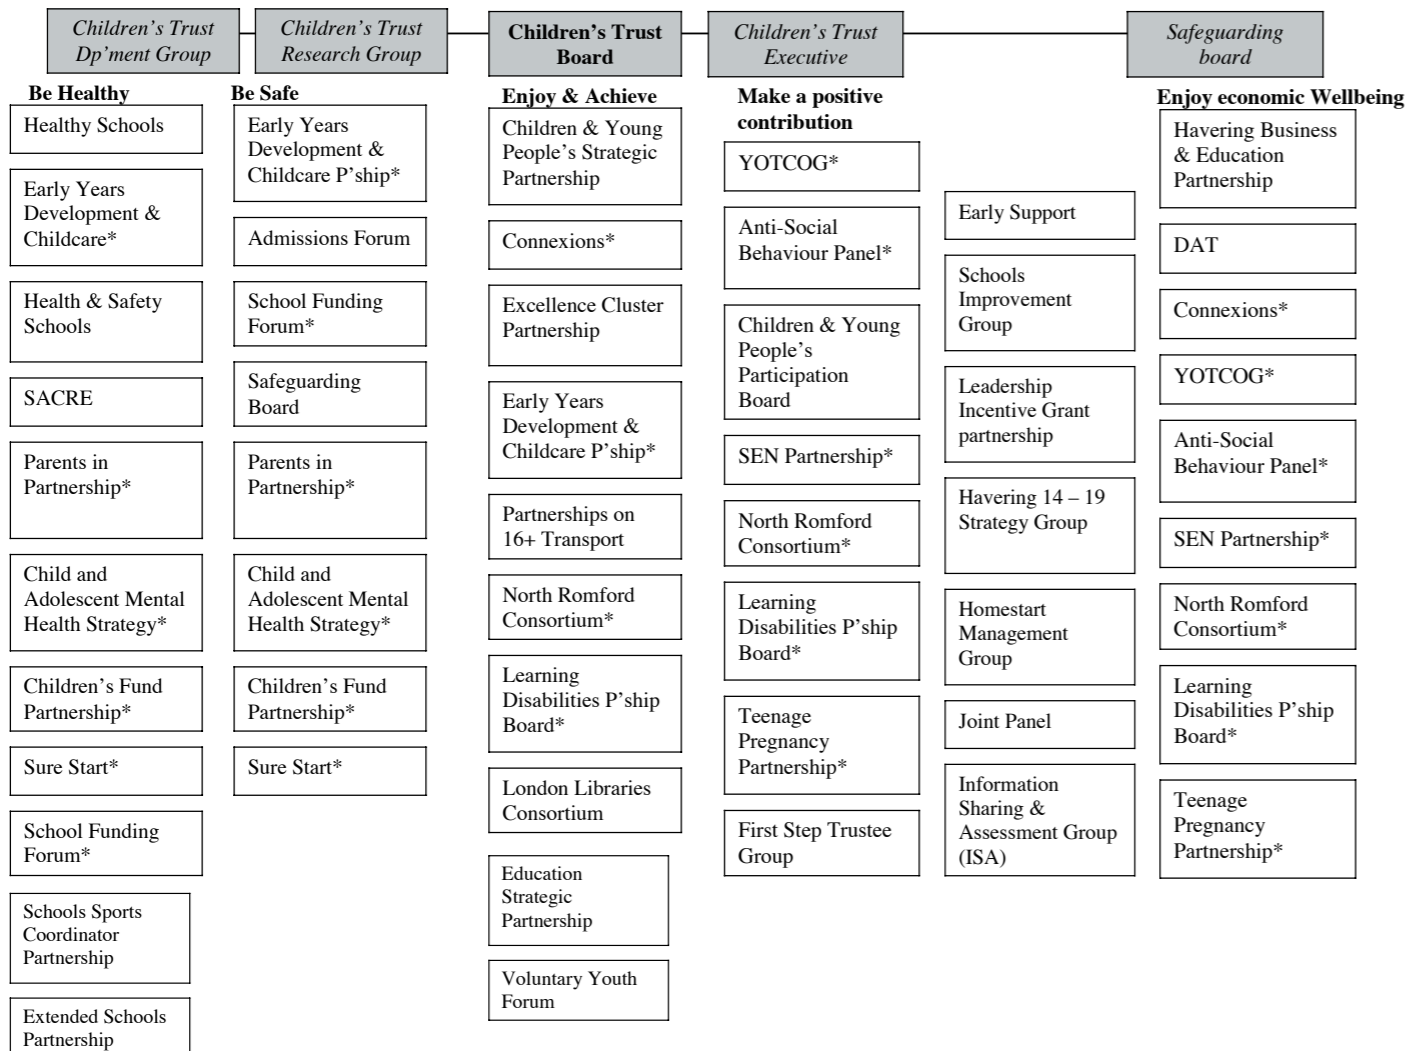 Children’s Trust
Dp’ment Group
Children’s Trust
Research Group
Children’s Trust
Board
Children’s Trust
Executive
Safeguarding
board
Be Healthy
Healthy Schools
Early Years
Development &
Childcare*
Health & Safety
Schools
SACRE
Parents in
Partnership*
Child and
Adolescent Mental
Health Strategy*
Children’s Fund
Partnership*
Sure Start*
School Funding
Forum*
Schools Sports
Coordinator
Partnership
Extended Schools
Partnership
Be Safe
Early Years
Development &
Childcare P’ship*
Admissions Forum
School Funding
Forum*
Safeguarding
Board
Parents in
Partnership*
Child and
Adolescent Mental
Health Strategy*
Children’s Fund
Partnership*
Sure Start*
Enjoy & Achieve
Children & Young
People’s Strategic
Partnership
Connexions*
Excellence Cluster
Partnership
Early Years
Development &
Childcare P’ship*
Partnerships on
16+ Transport
North Romford
Consortium*
Learning
Disabilities P’ship
Board*
London Libraries
Consortium
Education
Strategic
Partnership
Voluntary Youth
Forum
Make a positive
contribution
YOTCOG*
Anti-Social
Behaviour Panel*
Children & Young
People’s
Participation
Board
SEN Partnership*
North Romford
Consortium*
Learning
Disabilities P’ship
Board*
Teenage
Pregnancy
Partnership*
First Step Trustee
Group
Early Support
Schools
Improvement
Group
Leadership
Incentive Grant
partnership
Havering 14 – 19
Strategy Group
Homestart
Management
Group
Joint Panel
Information
Sharing &
Assessment Group
(ISA)
Enjoy economic Wellbeing
Havering Business
& Education
Partnership
DAT
Connexions*
YOTCOG*
Anti-Social
Behaviour Panel*
SEN Partnership*
North Romford
Consortium*
Learning
Disabilities P’ship
Board*
Teenage
Pregnancy
Partnership*